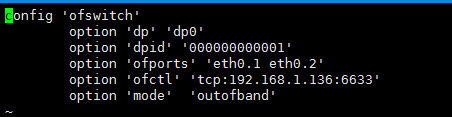 config 'ofswitch'
option 'dp' 'dp0'
option 'dpid' '000000000001'
option 'ofports' 'eth0.1 eth0.2'
option 'ofctl' 'tcp:192.168.1.136:6633'
option 'mode' 'outofband'
~